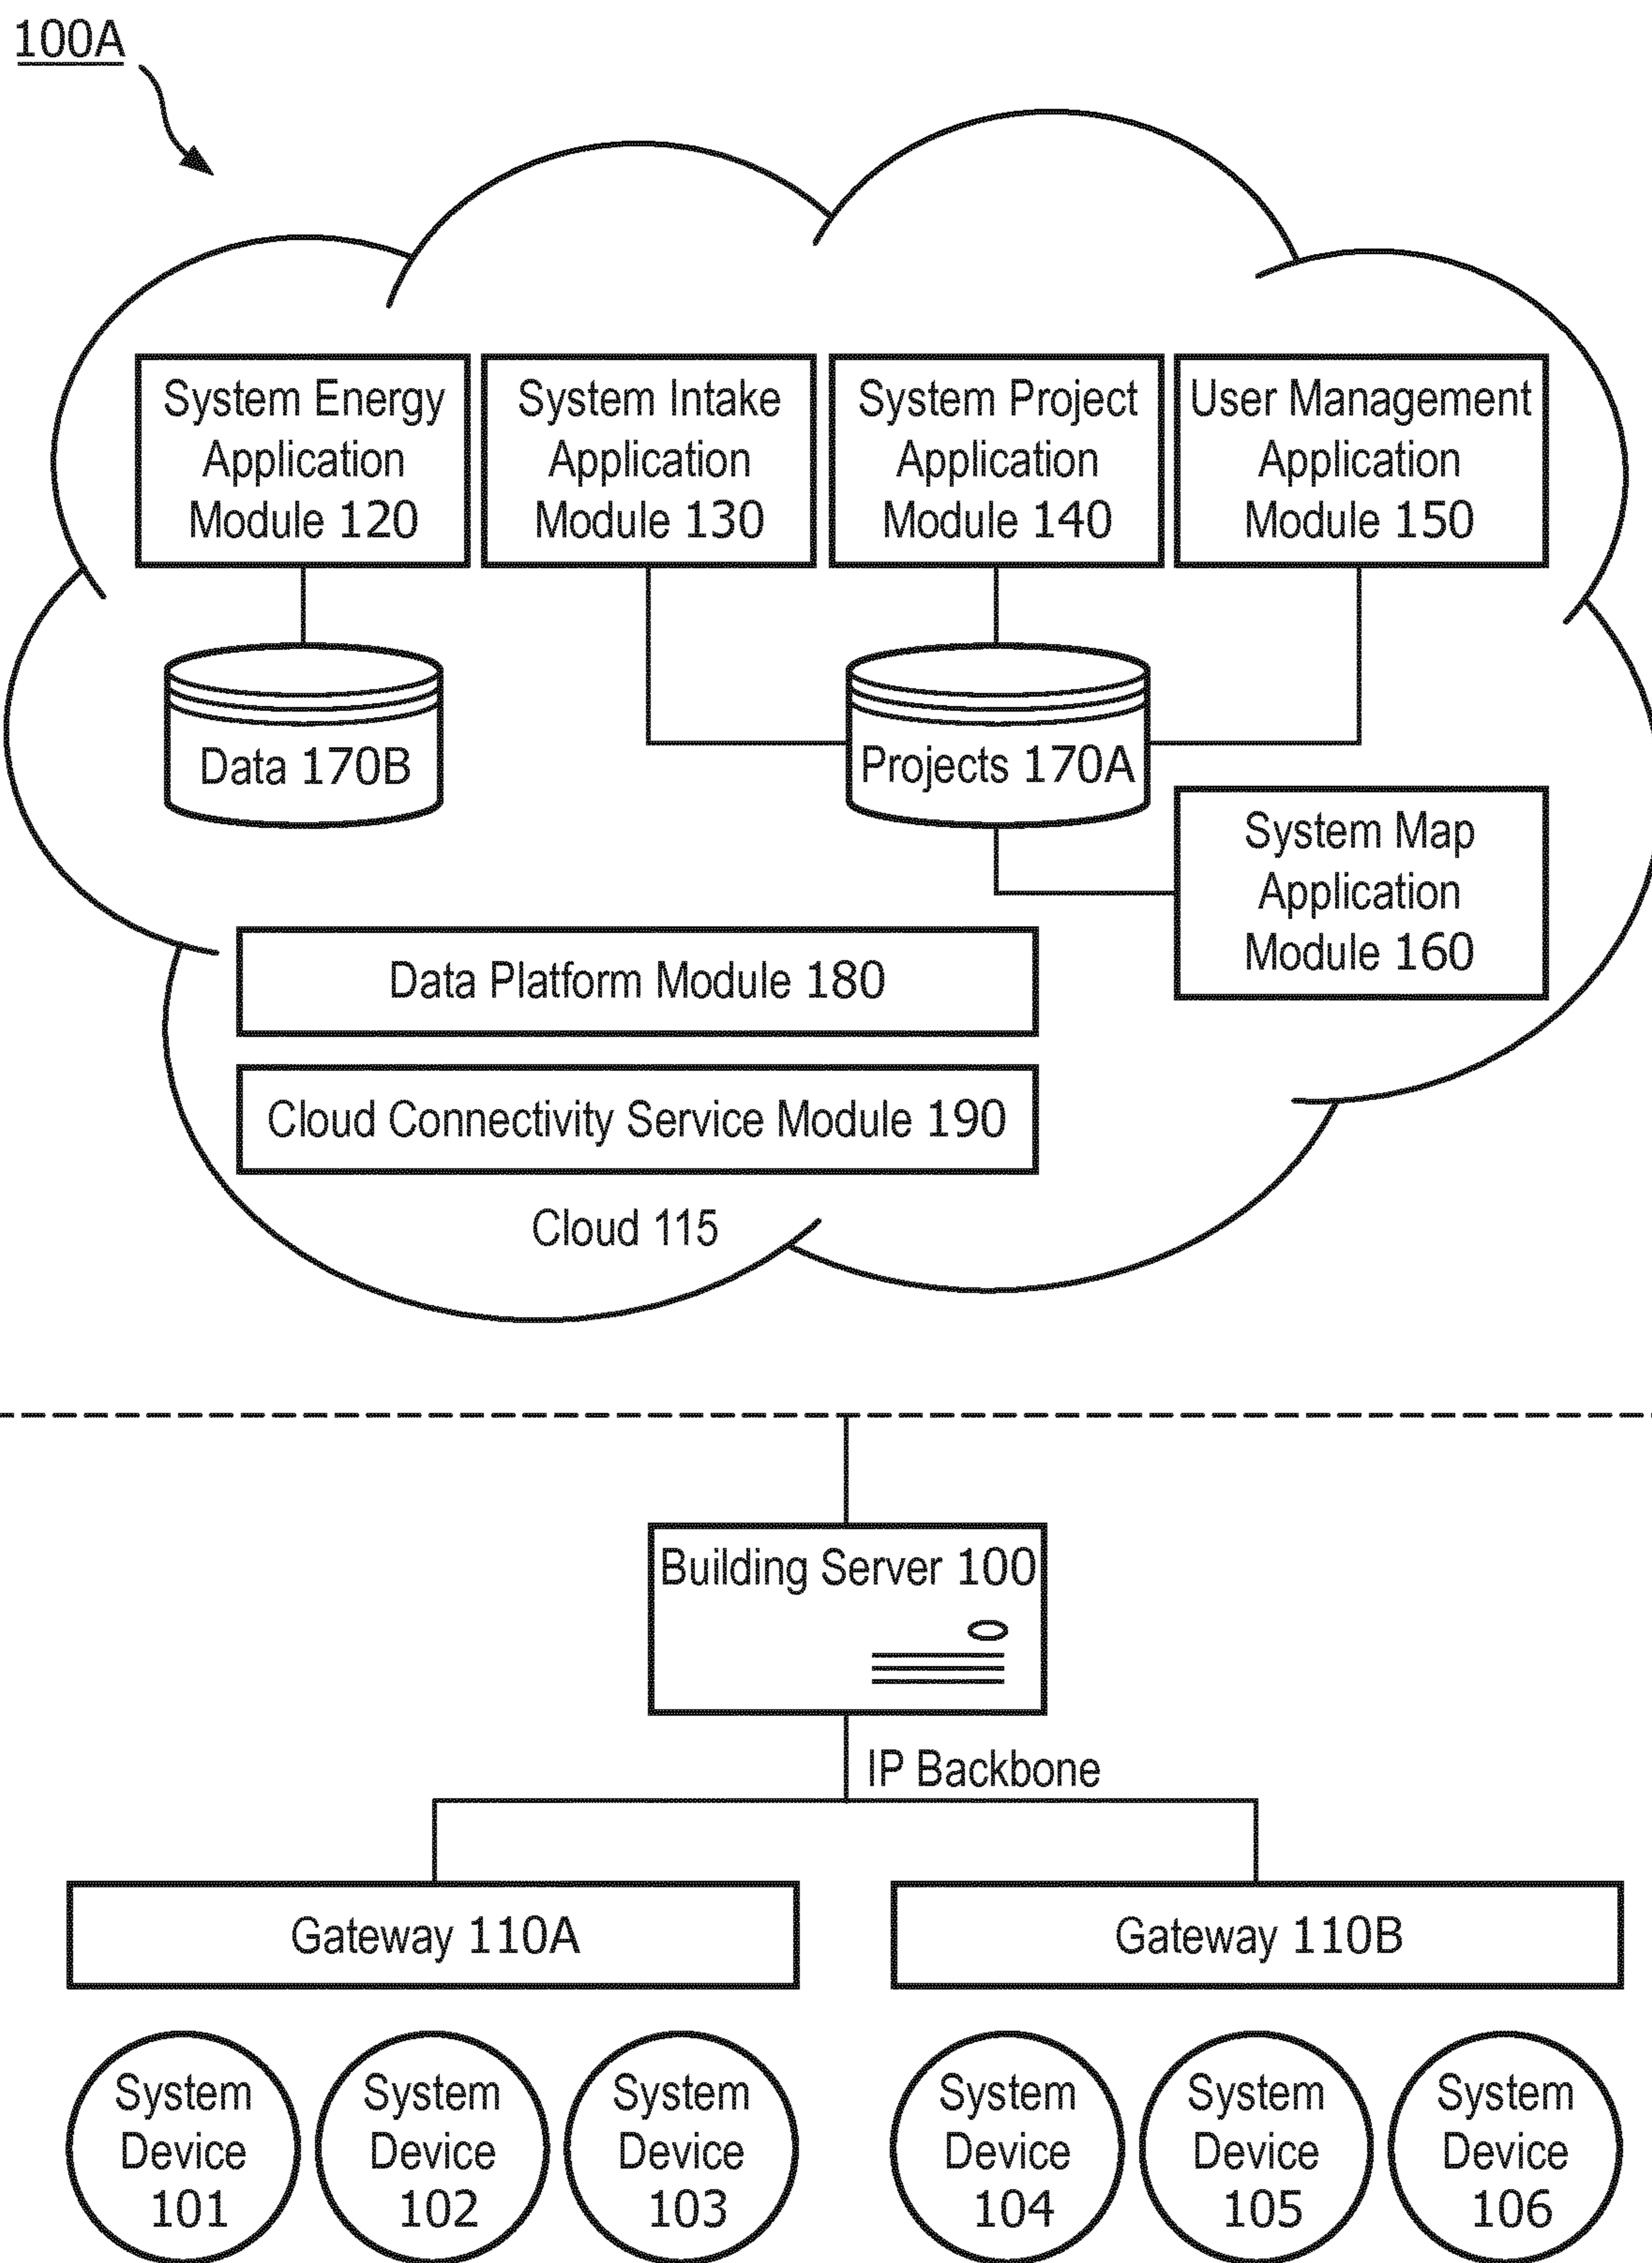 100A
System Energy
Application
Module 120
System Intake
Application
Module 130
System Project
Application
Module 140
User Management
Application
Module 150
Data 170B
Projects 170A
System Map
Application
Module 160
Data Platform Module 180
Cloud Connectivity Service Module 190
Cloud 115
Building Server 100
IP Backbone
Gateway 110A
Gateway 110B
System
Device
101
System
Device
102
System
Device
103
System
Device
104
System
Device
105
System
Device
106